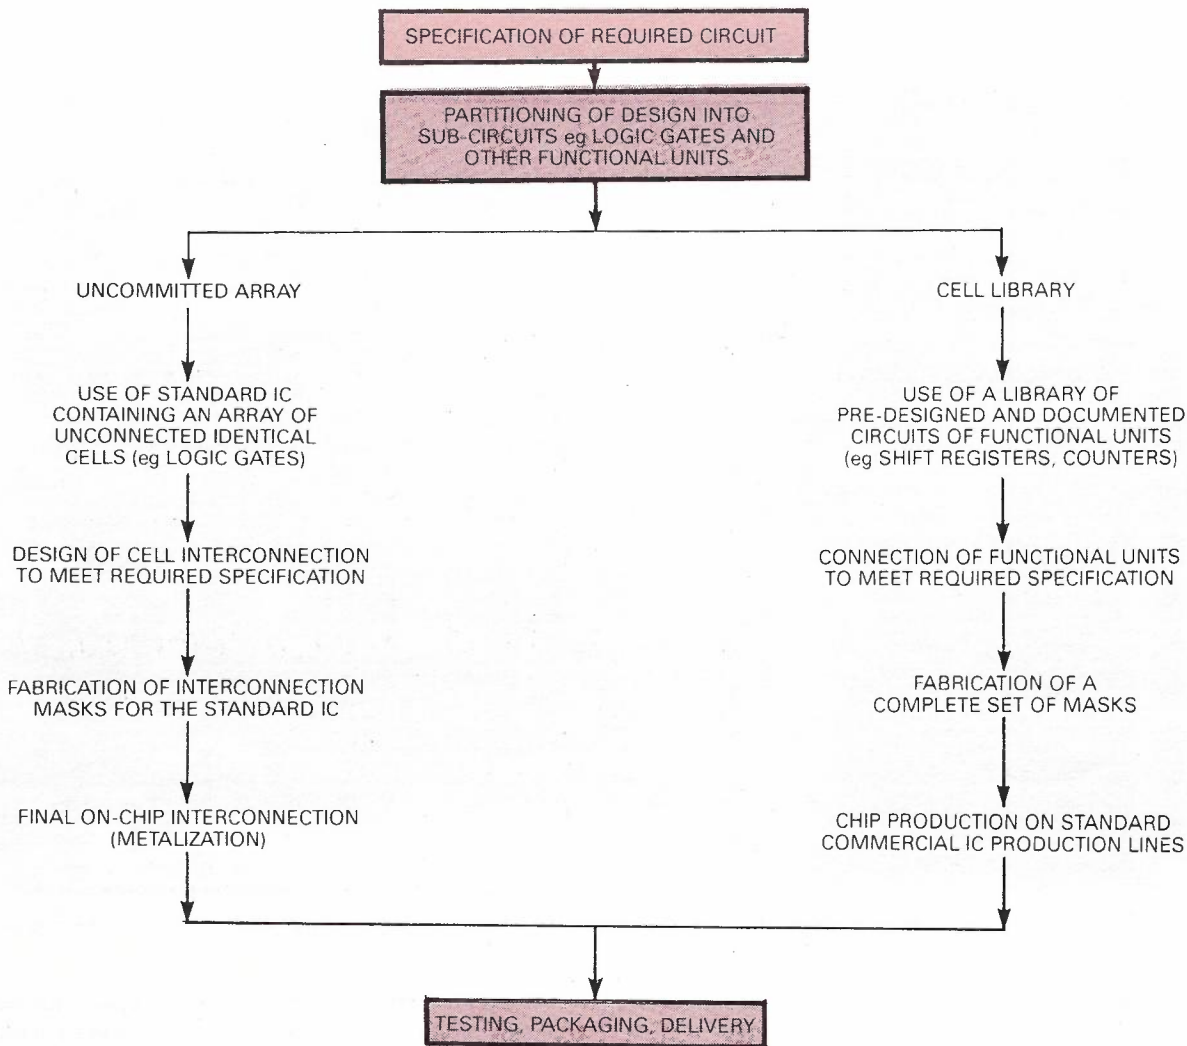 SPECIFICATION OF REQUIRED CIRCUIT
PARTITIONING OF DESIGN INTO
SUB-CIRCUITS eg LOGIC GATES AND
OTHER FUNCTIONAL UNITS
UNCOMMITTED ARRAY
USE OF STANDARD IC
CONTAINING AN ARRAY OF
UNCONNECTED IDENTICAL
CELLS (eg LOGIC GATES)
DESIGN OF CELL INTERCONNECTION
TO MEET REQUIRED SPECIFICATION
FABRICATION OF INTERCONNECTION
MASKS FOR THE STANDARD IC
FINAL ON-CHIP INTERCONNECTION
(METALIZATION)
CELL LIBRARY
USE OF A LIBRARY OF
PRE-DESIGNED AND DOCUMENTED
CIRCUITS OF FUNCTIONAL UNITS
(eg SHIFT REGISTERS, COUNTERS)
CONNECTION OF FUNCTIONAL UNITS
TO MEET REQUIRED SPECIFICATION
FABRICATION OF A
COMPLETE SET OF MASKS
CHIP PRODUCTION ON STANDARD
COMMERCIAL IC PRODUCTION LINES
TESTING, PACKAGING, DELIVERY